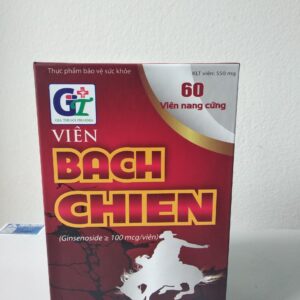 Thực phẩm bảo vệ sức khỏe
KLT viên: 550 mg
60
Viên nang cứng
VIÊN
BACH
CHIEN
(Ginsenoside ≥ 100 mcg/viên)